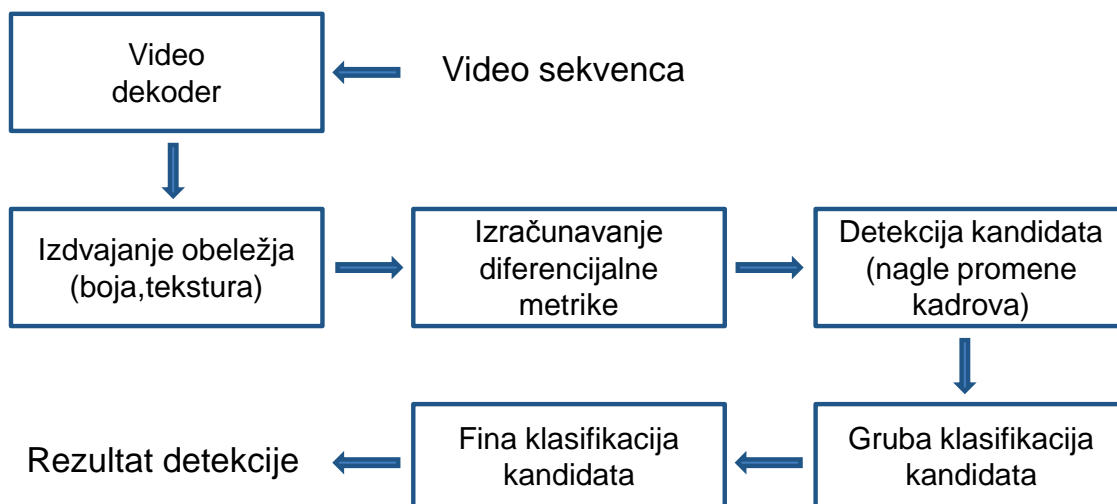 Video
dekoder
Video sekvenca
Izdvajanje obeležja
(boja,tekstura)
Izračunavanje
diferencijalne
metrike
Detekcija kandidata
(nagle promene
kadrova)
Rezultat detekcije
Fina klasifikacija
kandidata
Gruba klasifikacija
kandidata